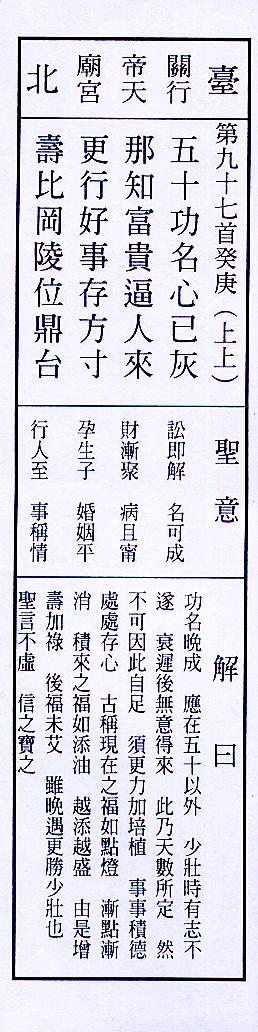 臺北
關帝廟
行天宮
第九十七首癸庚（上上）
五十功名心已灰
那知富貴逼人來
更行好事存方寸
壽比岡陵位鼎台
聖意
訟即解　名可成
財漸聚　病且甯
孕生子　婚姻平
行人至　事稱情
解曰
功名晚成　應在五十以外　少壯時有志不
遂　衰遲後無意得來　此乃天數所定　然
不可因此自足　須更力加培植　事事積德
處處存心　古稱現在之福如點燈　漸點漸
消　積來之福如添油　越添越盛　由是增
壽加祿　後福未艾　雖晚遇更勝少壯也
聖言不虛　信之寶之